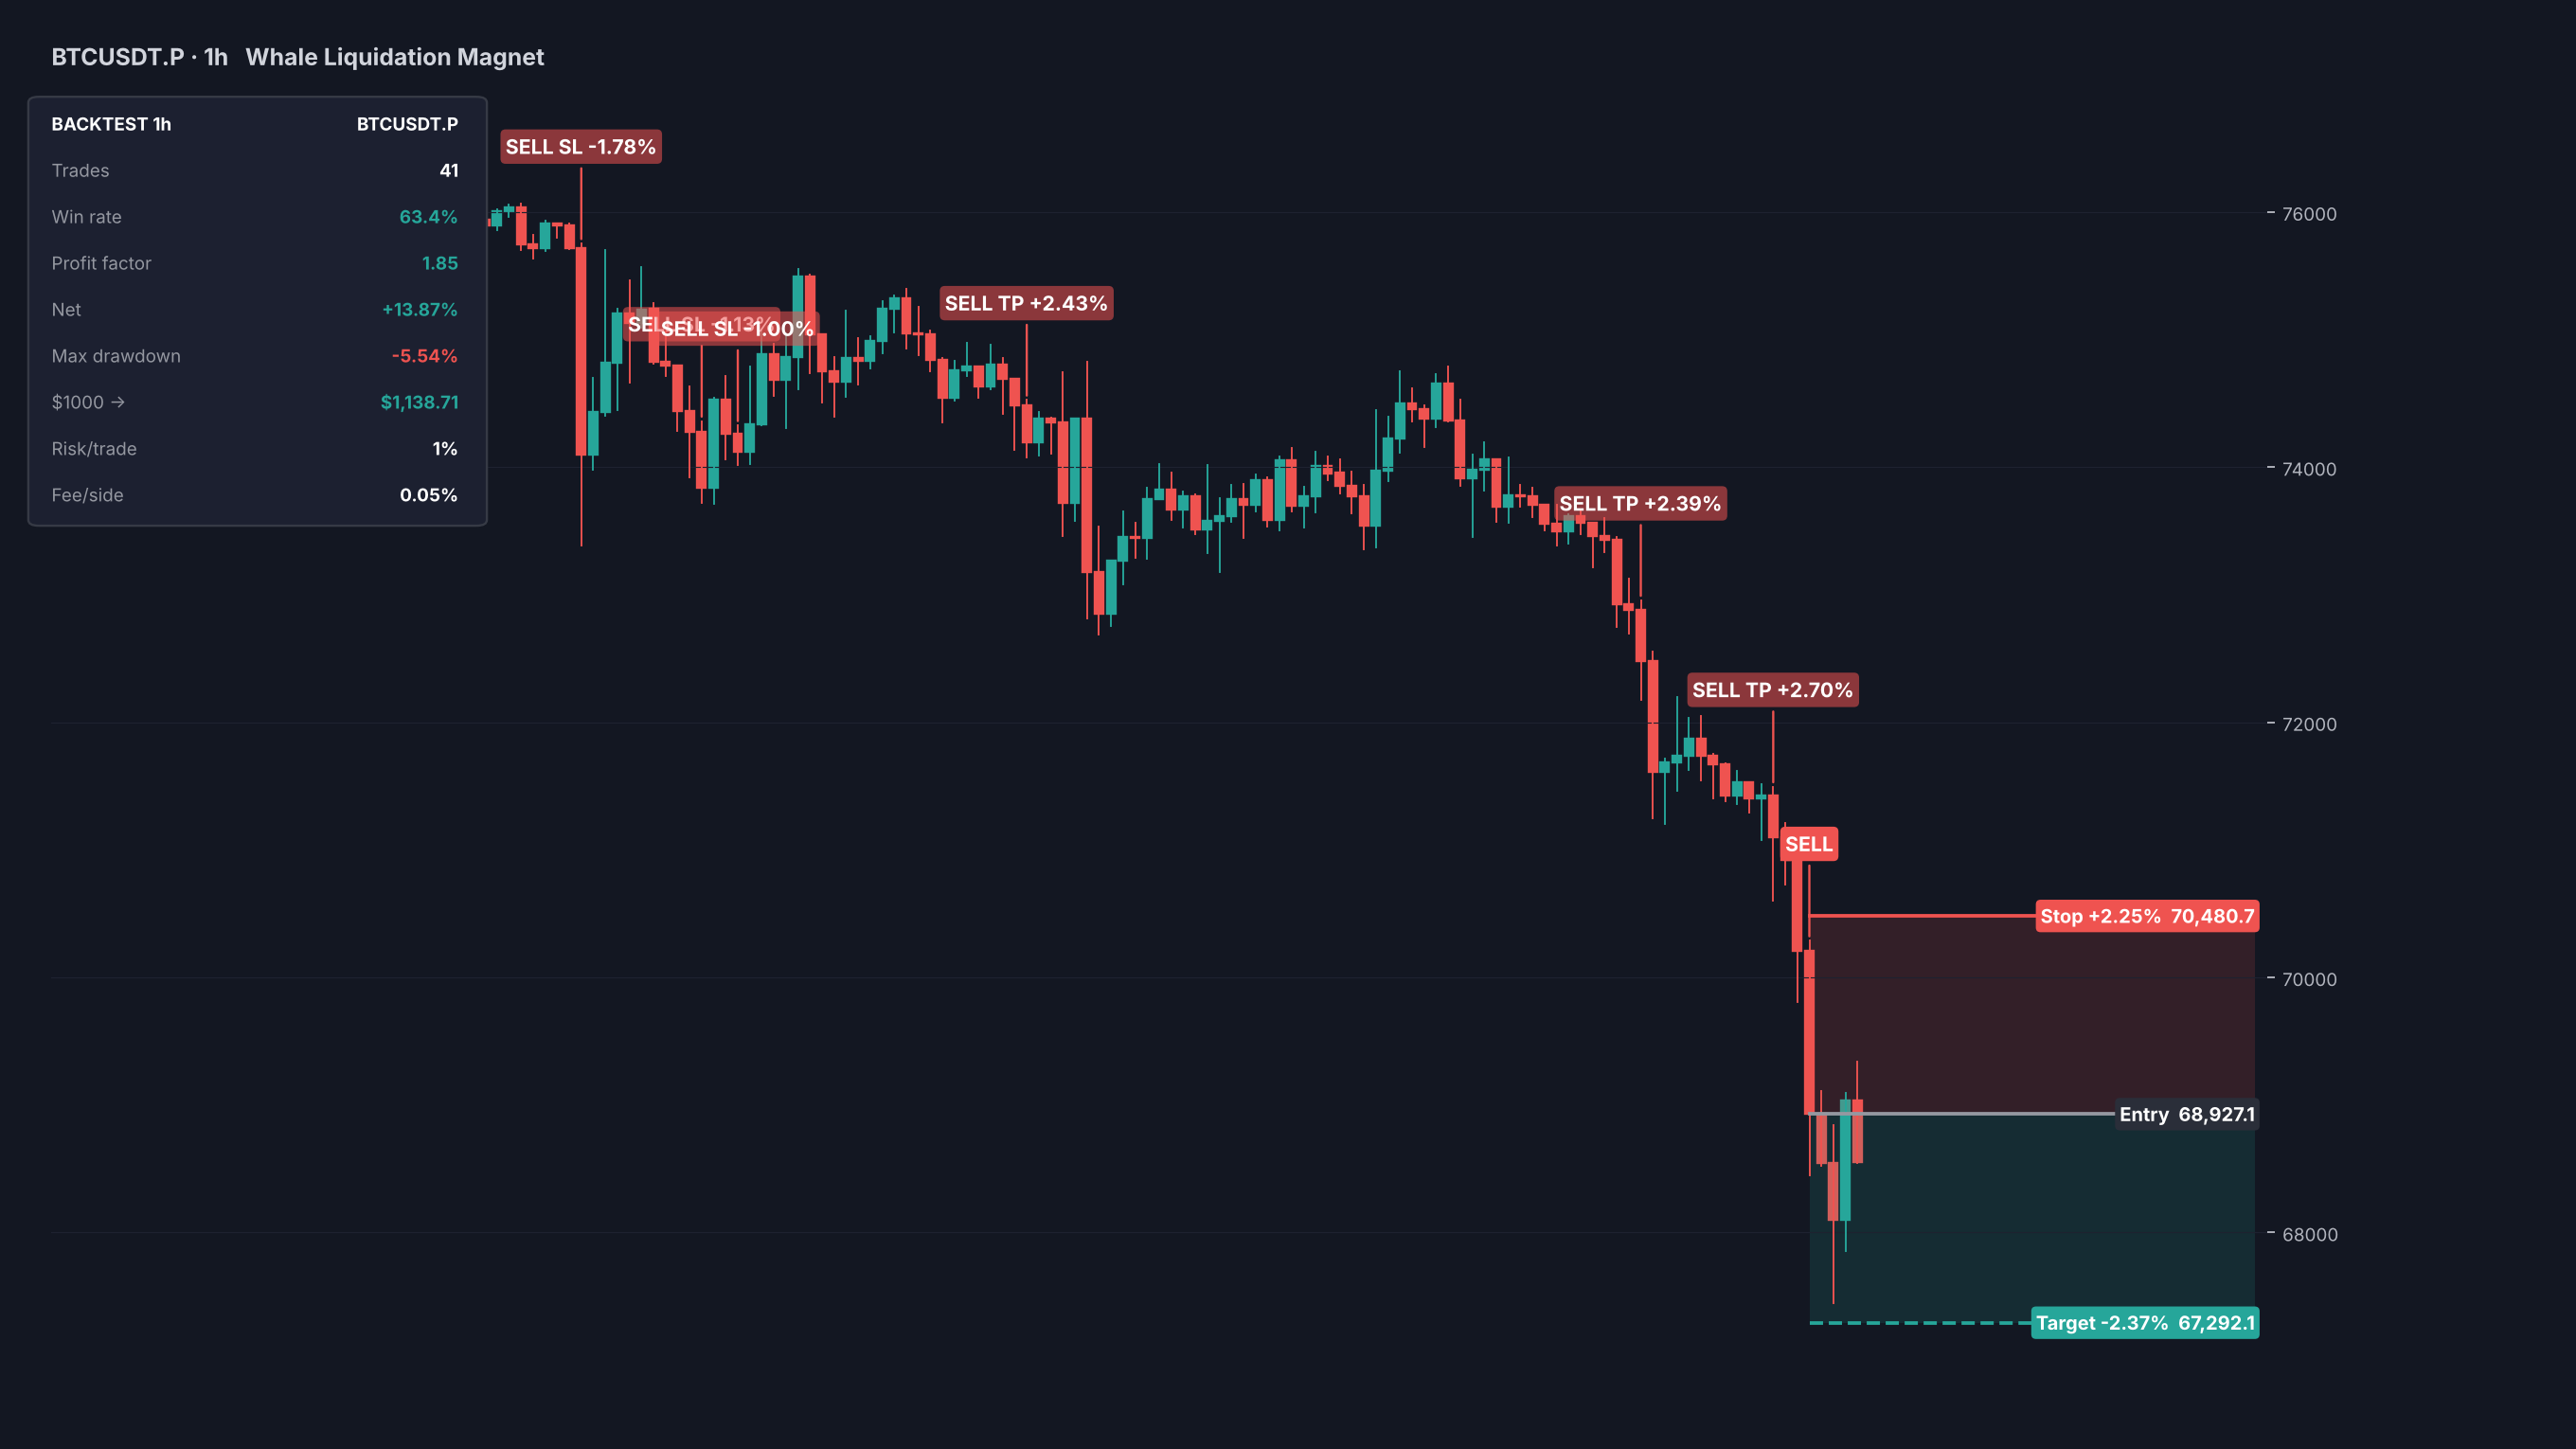 BTCUSDT.P · 1h Whale Liquidation Magnet
BACKTEST 1h BTCUSDT.P
Trades 41
Win rate 63.4%
Profit factor 1.85
Net +13.87%
Max drawdown -5.54%
$1000 → $1,138.71
Risk/trade 1%
Fee/side 0.05%
SELL SL -1.78%
SELL SL -1.13%
SELL SL -1.00%
SELL TP +2.43%
SELL TP +2.39%
SELL TP +2.70%
SELL
Stop +2.25% 70,480.7
Entry 68,927.1
Target -2.37% 67,292.1
76000
74000
72000
70000
68000